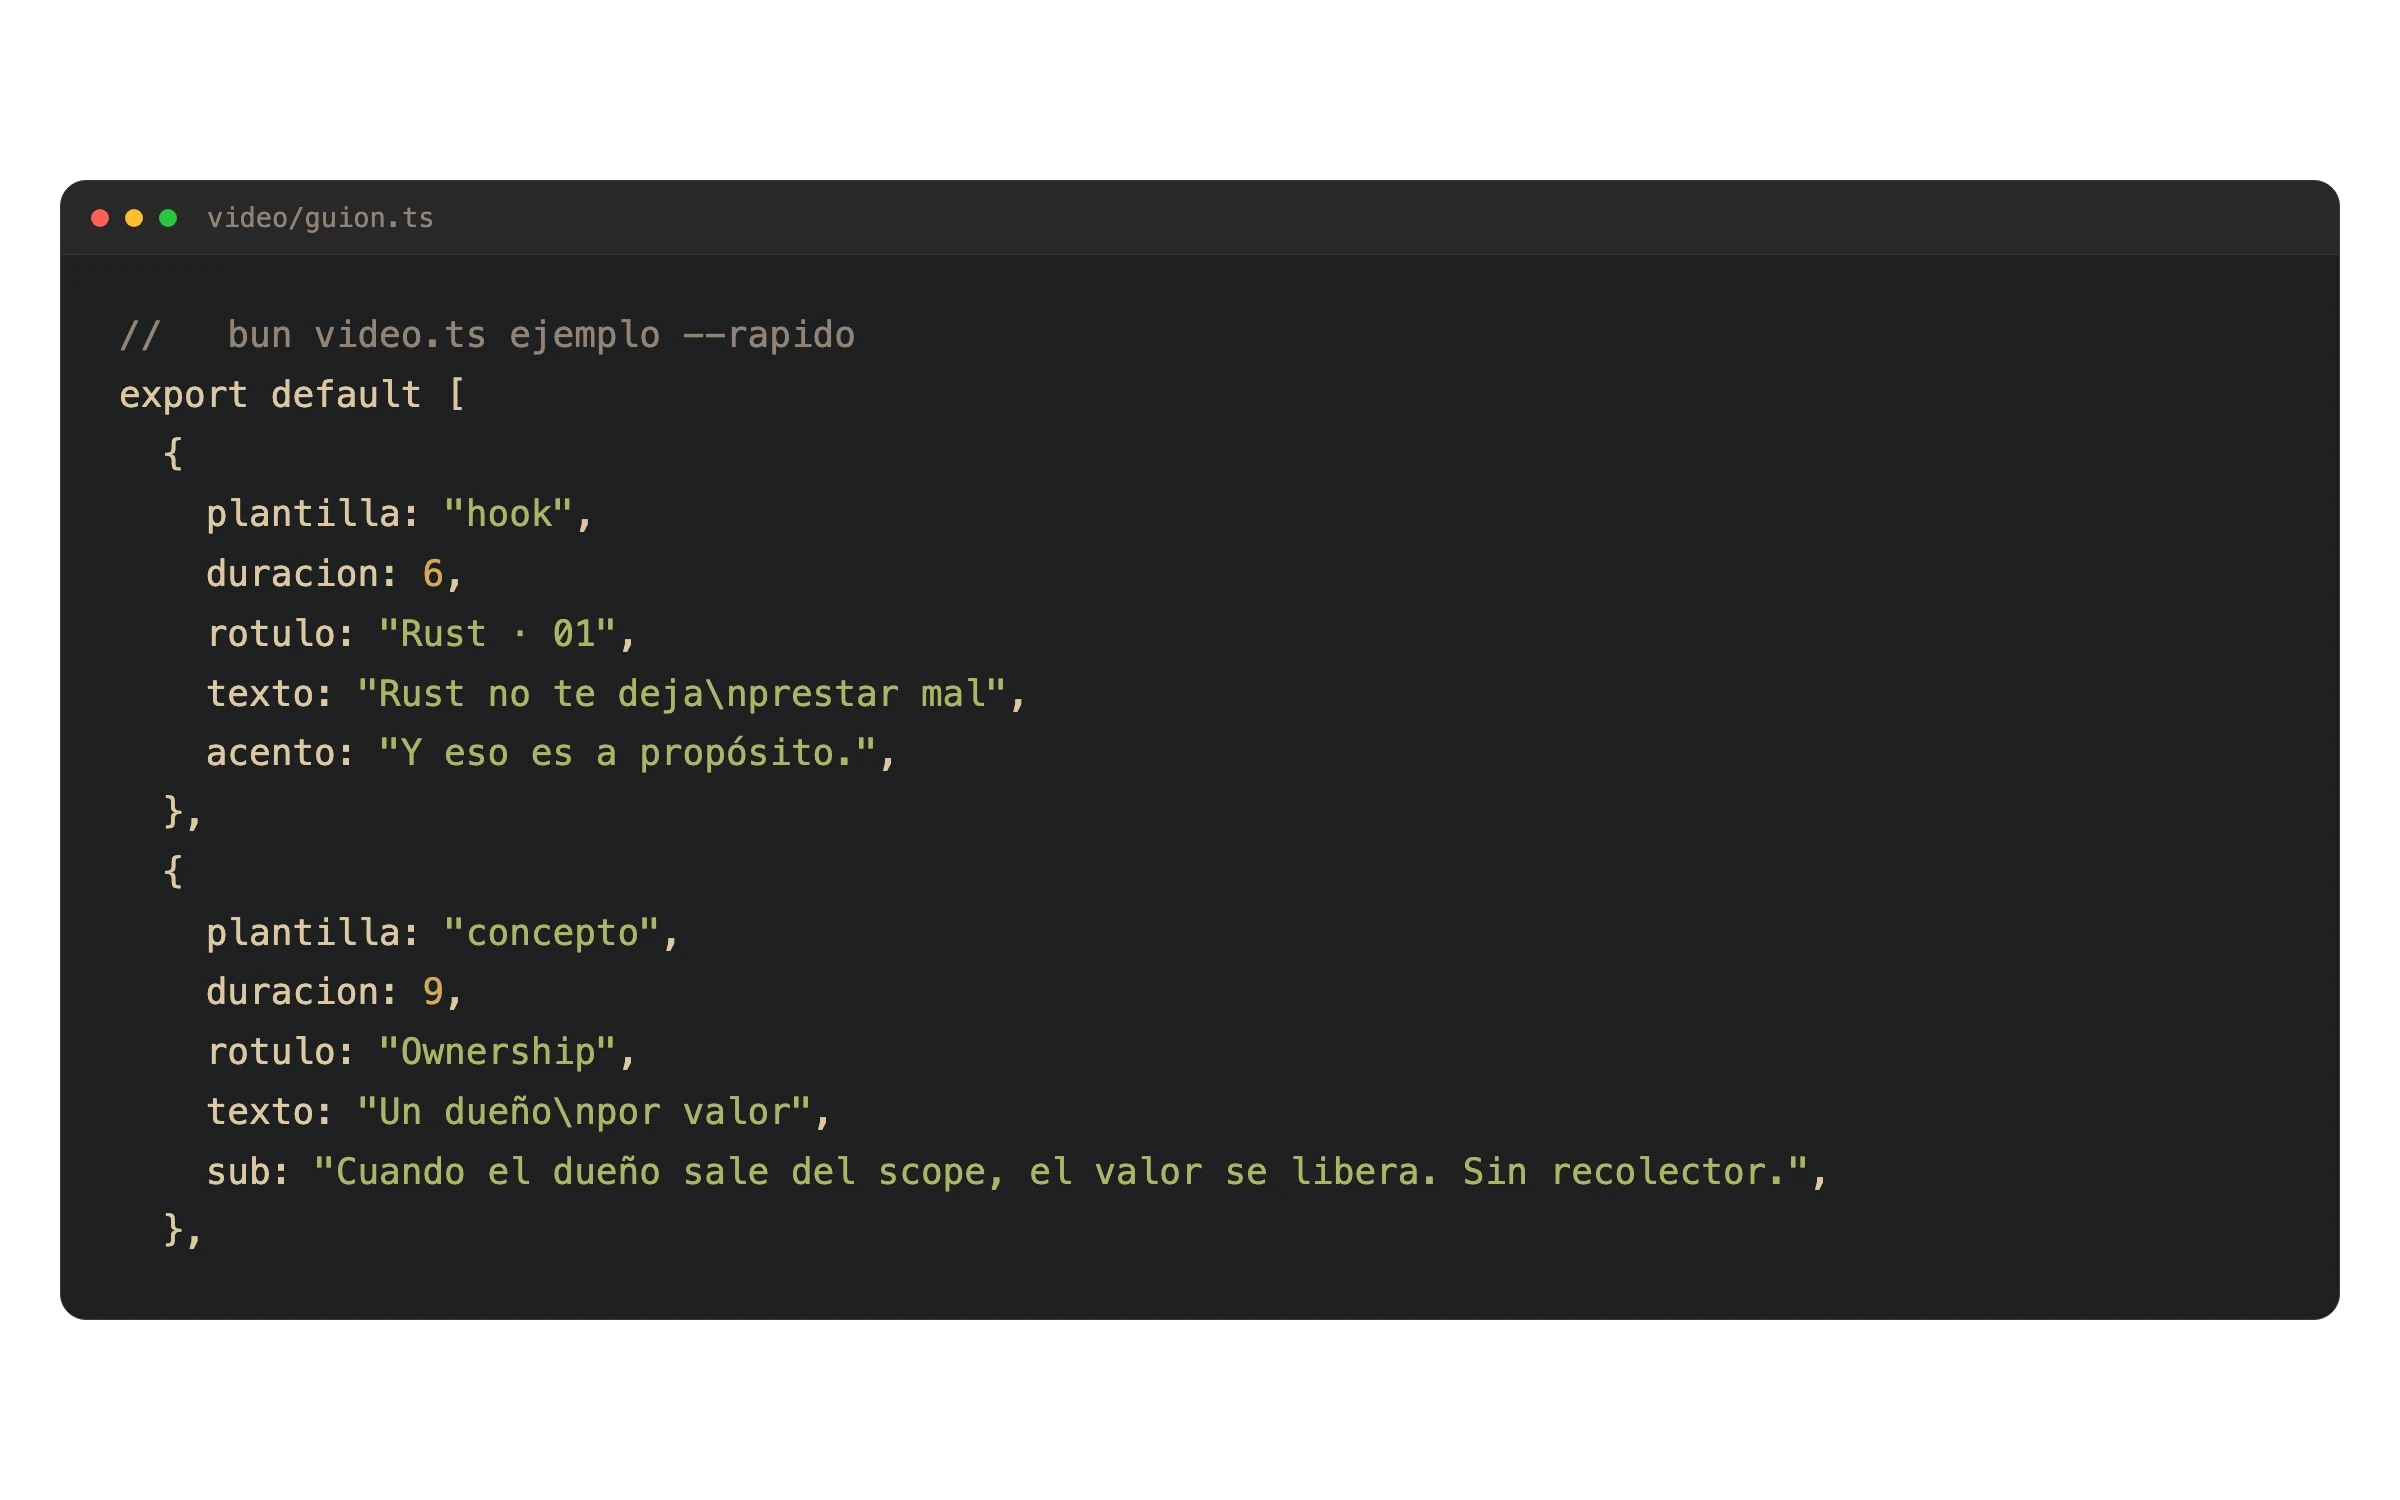 video/guion.ts
//   bun video.ts ejemplo --rapido
export default [
  {
    plantilla: "hook",
    duracion: 6,
    rotulo: "Rust · 01",
    texto: "Rust no te deja\nprestar mal",
    acento: "Y eso es a propósito.",
  },
  {
    plantilla: "concepto",
    duracion: 9,
    rotulo: "Ownership",
    texto: "Un dueño\npor valor",
    sub: "Cuando el dueño sale del scope, el valor se libera. Sin recolector.",
  },